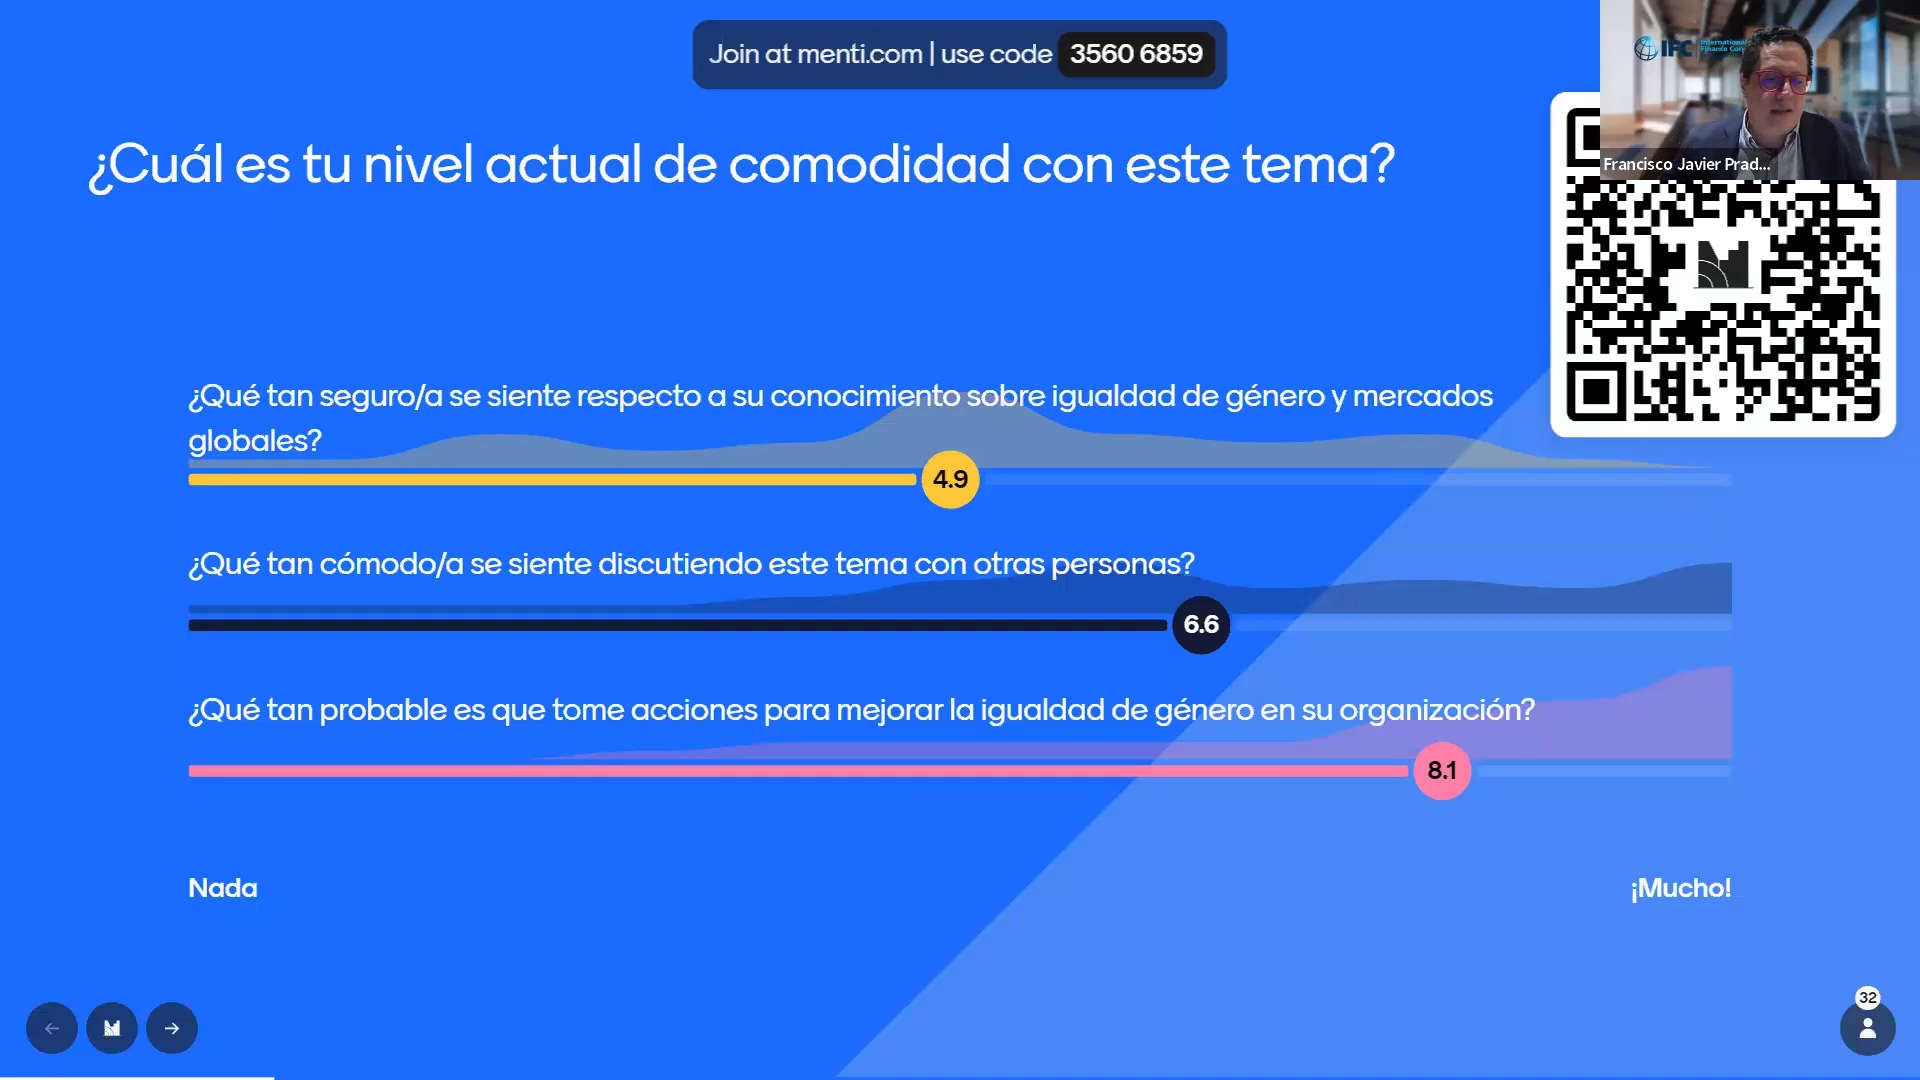 Join at menti.com | use code 3560 6859
IFC International
Finance Corp
Francisco Javier Prad...
¿Cuál es tu nivel actual de comodidad con este tema?
¿Qué tan seguro/a se siente respecto a su conocimiento sobre igualdad de género y mercados
globales?
4.9
¿Qué tan cómodo/a se siente discutiendo este tema con otras personas?
6.6
¿Qué tan probable es que tome acciones para mejorar la igualdad de género en su organización?
8.1
Nada
¡Mucho!
32